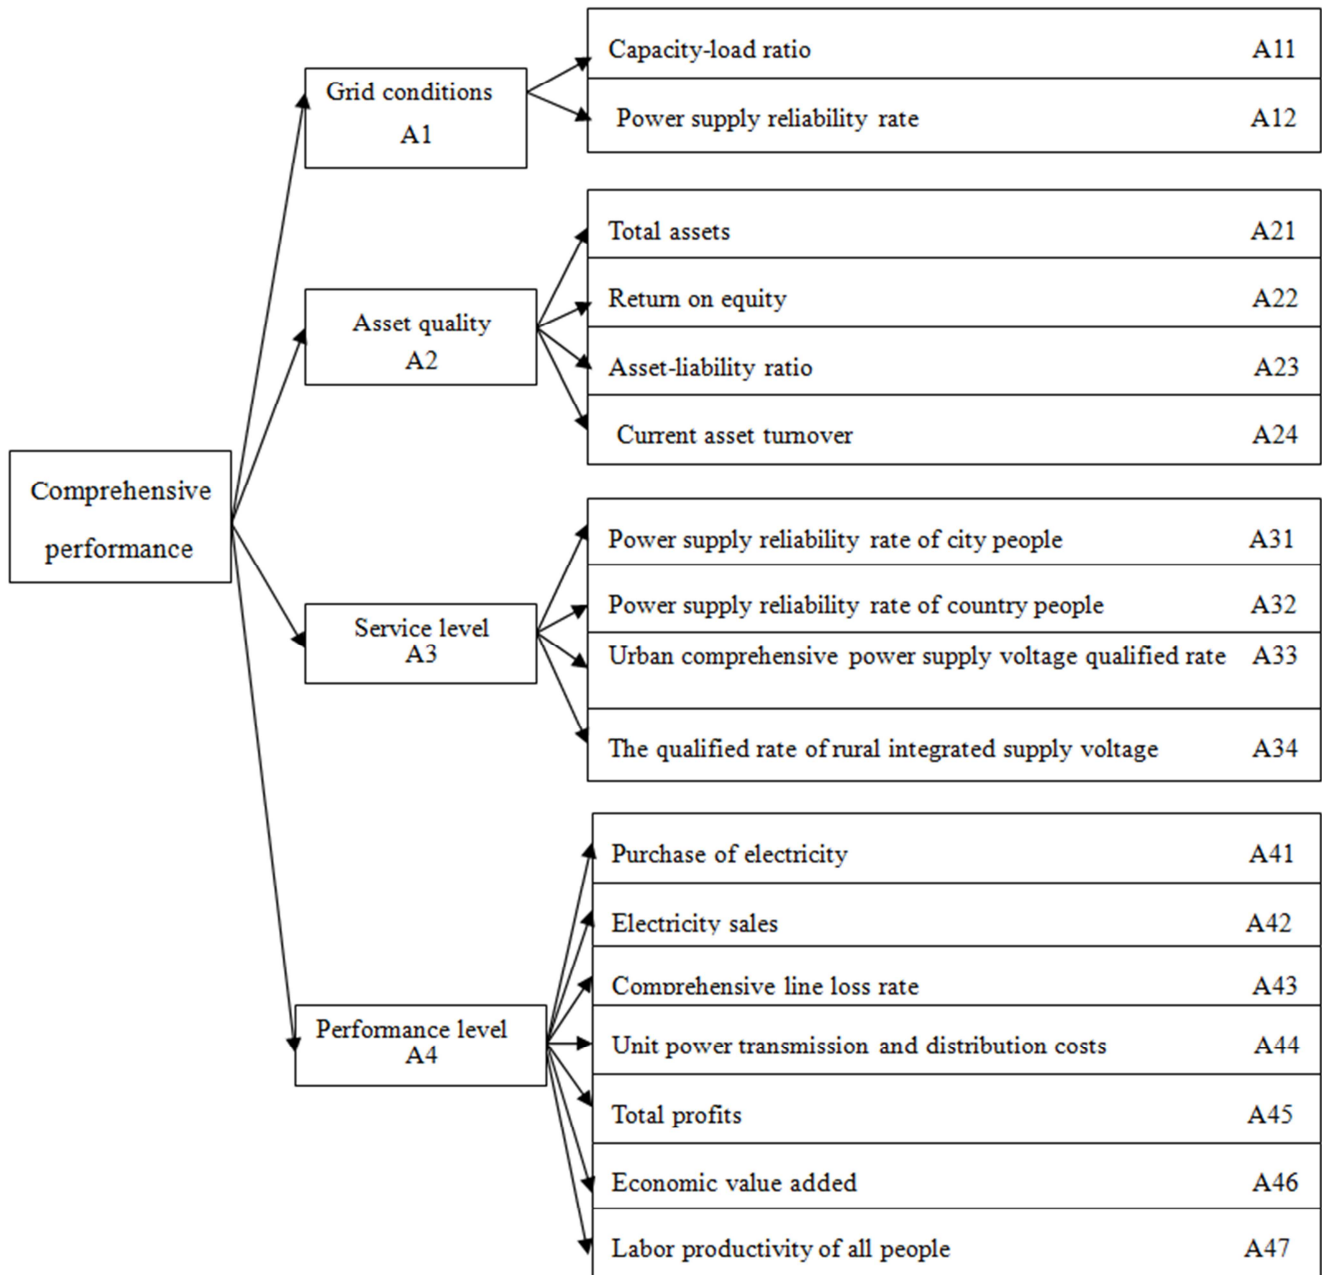 Comprehensive
performance
Grid conditions
A1
Capacity-load ratio A11
Power supply reliability rate A12
Asset quality
A2
Total assets A21
Return on equity A22
Asset-liability ratio A23
Current asset turnover A24
Service level
A3
Power supply reliability rate of city people A31
Power supply reliability rate of country people A32
Urban comprehensive power supply voltage qualified rate A33
The qualified rate of rural integrated supply voltage A34
Performance level
A4
Purchase of electricity A41
Electricity sales A42
Comprehensive line loss rate A43
Unit power transmission and distribution costs A44
Total profits A45
Economic value added A46
Labor productivity of all people A47